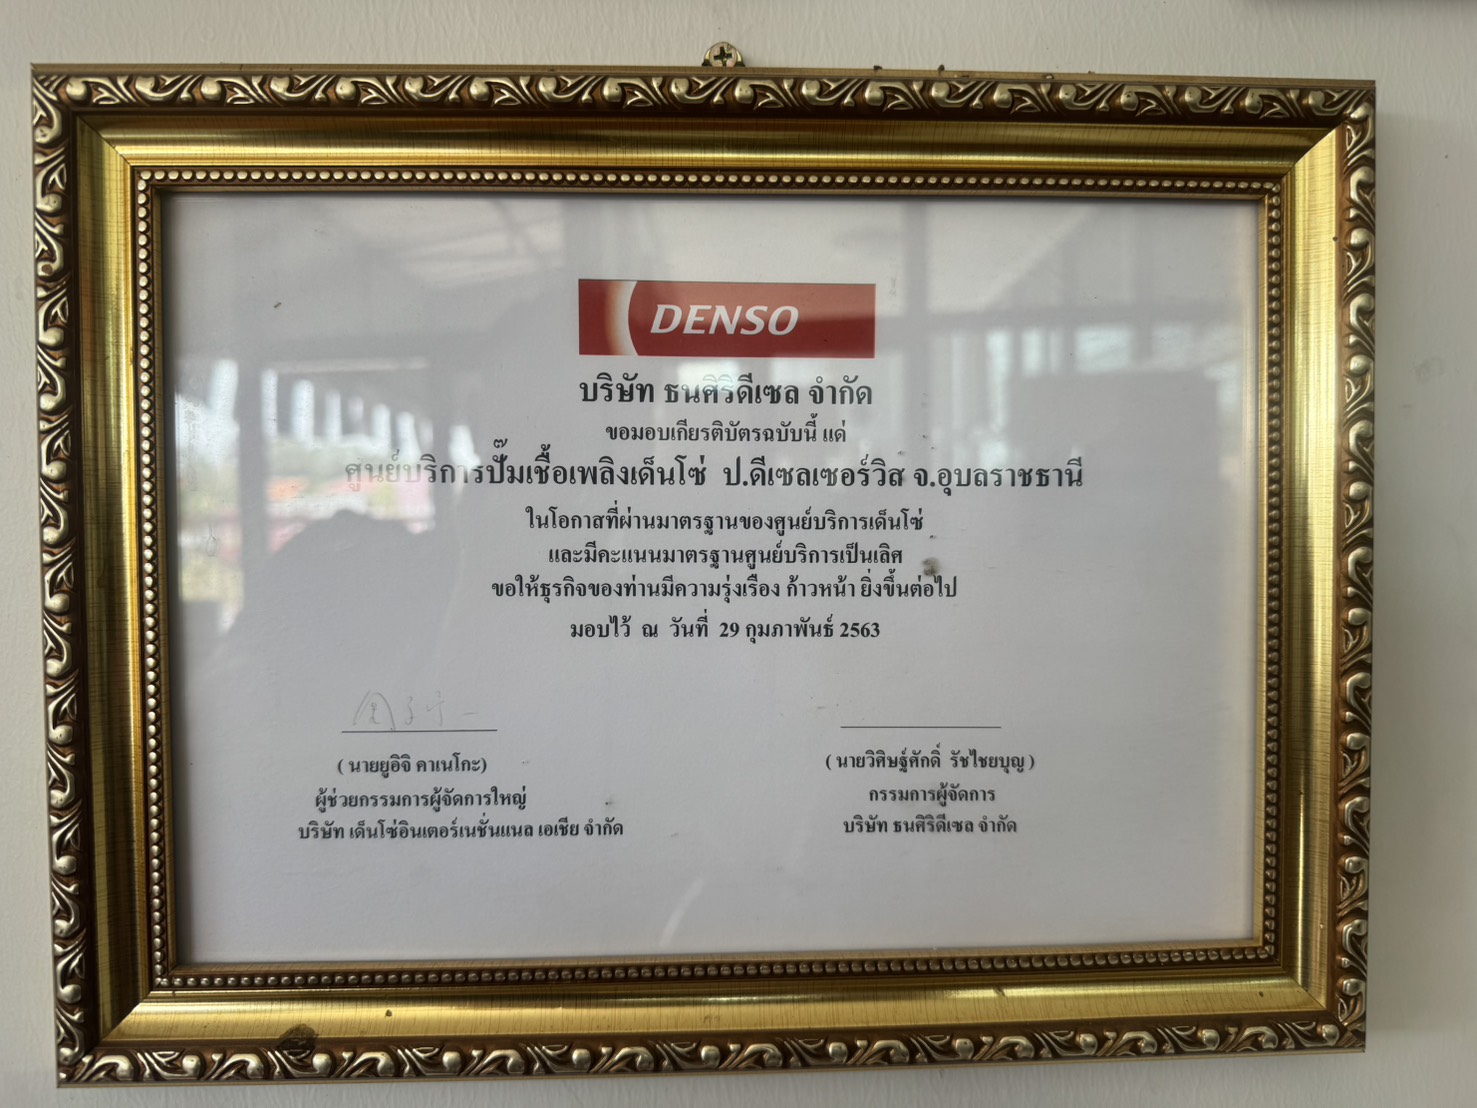 DENSO
บริษัท ธนศิริดีเซล จำกัด
ขอมอบเกียรติบัตรฉบับนี้ แด่
ศูนย์บริการปั๊มเชื้อเพลิงเด็นโซ่ ป.ดีเซลเซอร์วิส จ.อุบลราชธานี
ในโอกาสที่ผ่านมาตรฐานของศูนย์บริการเด็นโซ่
และมีคะแนนมาตรฐานศูนย์บริการเป็นเลิศ
ขอให้ธุรกิจของท่านมีความรุ่งเรือง ก้าวหน้า ยิ่งขึ้นต่อไป
มอบไว้ ณ วันที่ 29 กุมภาพันธ์ 2563
( นายยูอิจิ คาเนโกะ)
ผู้ช่วยกรรมการผู้จัดการใหญ่
บริษัท เด็นโซ่อินเตอร์เนชั่นแนล เอเชีย จำกัด
( นายวิศิษฐ์ศักดิ์ รัชไชยบุญ )
กรรมการผู้จัดการ
บริษัท ธนศิริดีเซล จำกัด